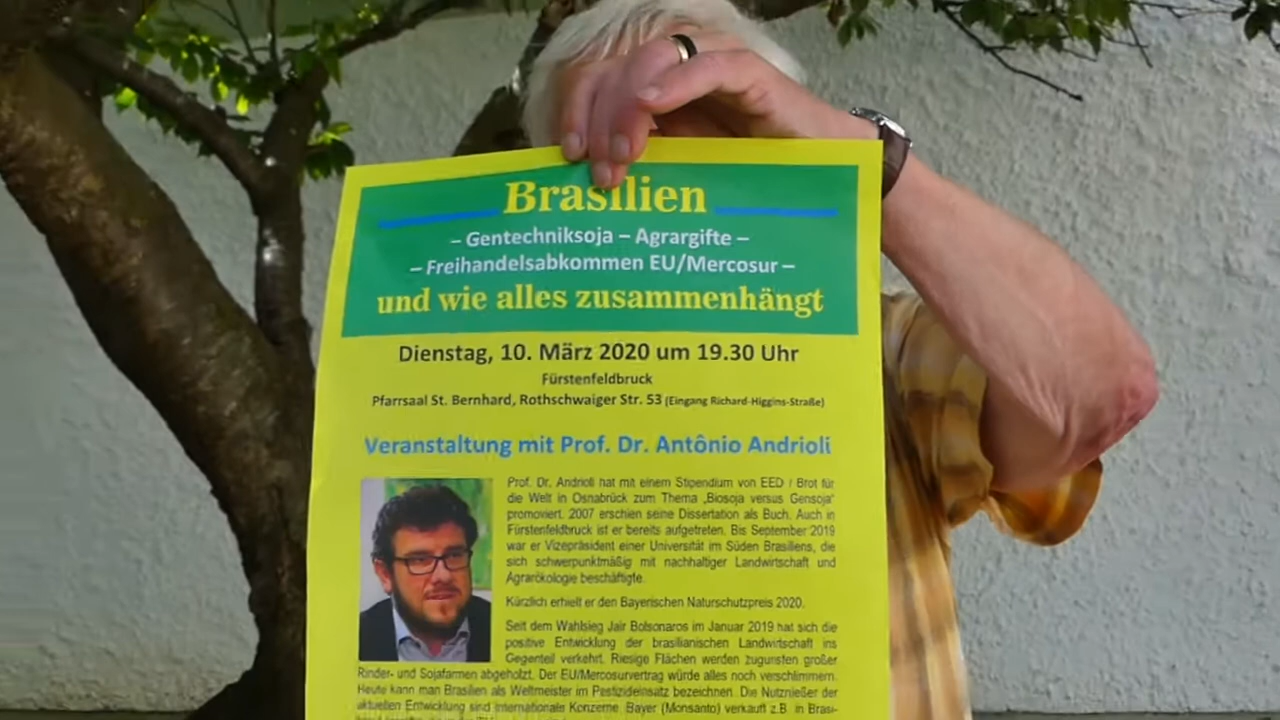 Brasilien
– Gentechniksoja – Agrargifte –
– Freihandelsabkommen EU/Mercosur –
und wie alles zusammenhängt
Dienstag, 10. März 2020 um 19.30 Uhr
Fürstenfeldbruck
Pfarrsaal St. Bernhard, Rothschwaiger Str. 53 (Eingang Richard-Higgins-Straße)
Veranstaltung mit Prof. Dr. Antônio Andrioli
Prof. Dr. Andrioli hat mit einem Stipendium von EED / Brot für
die Welt in Osnabrück zum Thema „Biosoja versus Gensoja“
promoviert. 2007 erschien seine Dissertation als Buch. Auch in
Fürstenfeldbruck ist er bereits aufgetreten. Bis September 2019
war er Vizepräsident einer Universität im Süden Brasiliens, die
sich schwerpunktmäßig mit nachhaltiger Landwirtschaft und
Agrarökologie beschäftigte.
Kürzlich erhielt er den Bayerischen Naturschutzpreis 2020.
Seit dem Wahlsieg Jair Bolsonaros im Januar 2019 hat sich die
positive Entwicklung der brasilianischen Landwirtschaft ins
Gegenteil verkehrt. Riesige Flächen werden zugunsten großer
Rinder- und Sojafarmen abgeholzt. Der EU/Mercosurvertrag würde alles noch verschlimmern.
Heute kann man Brasilien als Weltmeister im Pestizideinsatz bezeichnen. Die Nutznießer der
aktuellen Entwicklung sind internationale Konzerne. Bayer (Monsanto) verkauft z.B. in Brasi-